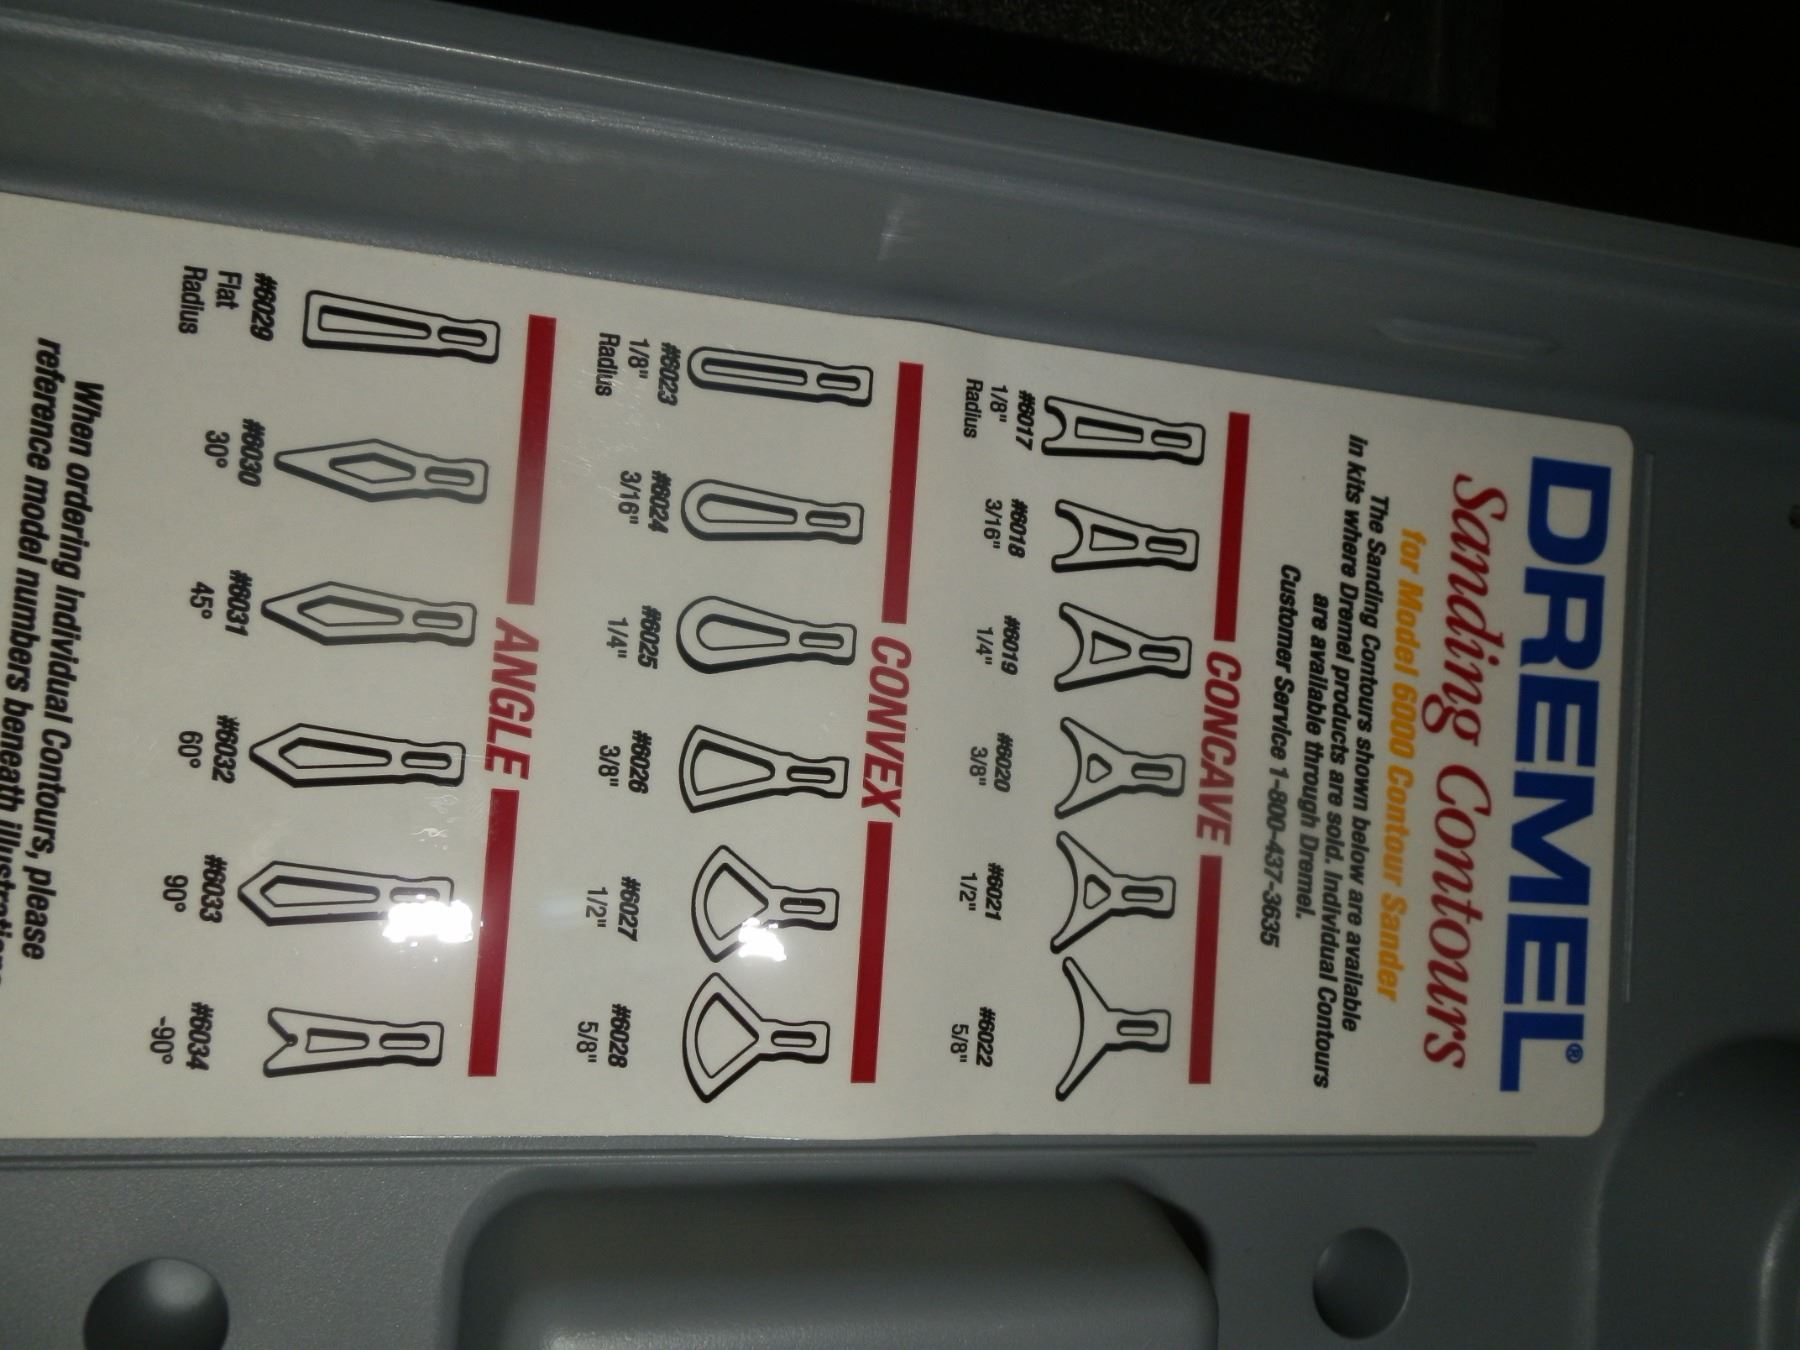 DREMEL®
Sanding Contours
for Model 6000 Contour Sander
The Sanding Contours shown below are available
in kits where Dremel products are sold. Individual Contours
are available through Dremel.
Customer Service 1-800-437-3635
CONCAVE
#6017 #6018 #6019 #6020 #6021 #6022
1/8" 3/16" 1/4" 3/8" 1/2" 5/8"
Radius
CONVEX
#6023 #6024 #6025 #6026 #6027 #6028
1/8" 3/16" 1/4" 3/8" 1/2" 5/8"
Radius
ANGLE
#6029 #6030 #6031 #6032 #6033 #6034
Flat 30° 45° 60° 90° -90°
Radius
When ordering individual Contours, please
reference model numbers beneath